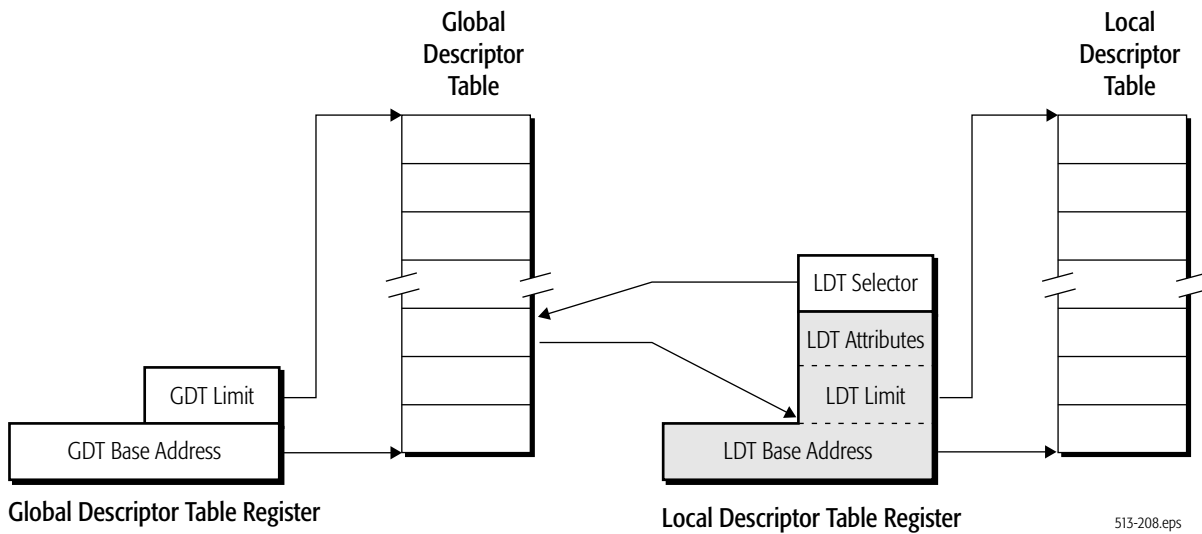 Global
Descriptor
Table
Local
Descriptor
Table
LDT Selector
LDT Attributes
GDT Limit
LDT Limit
GDT Base Address
LDT Base Address
Global Descriptor Table Register
Local Descriptor Table Register
513-208.eps